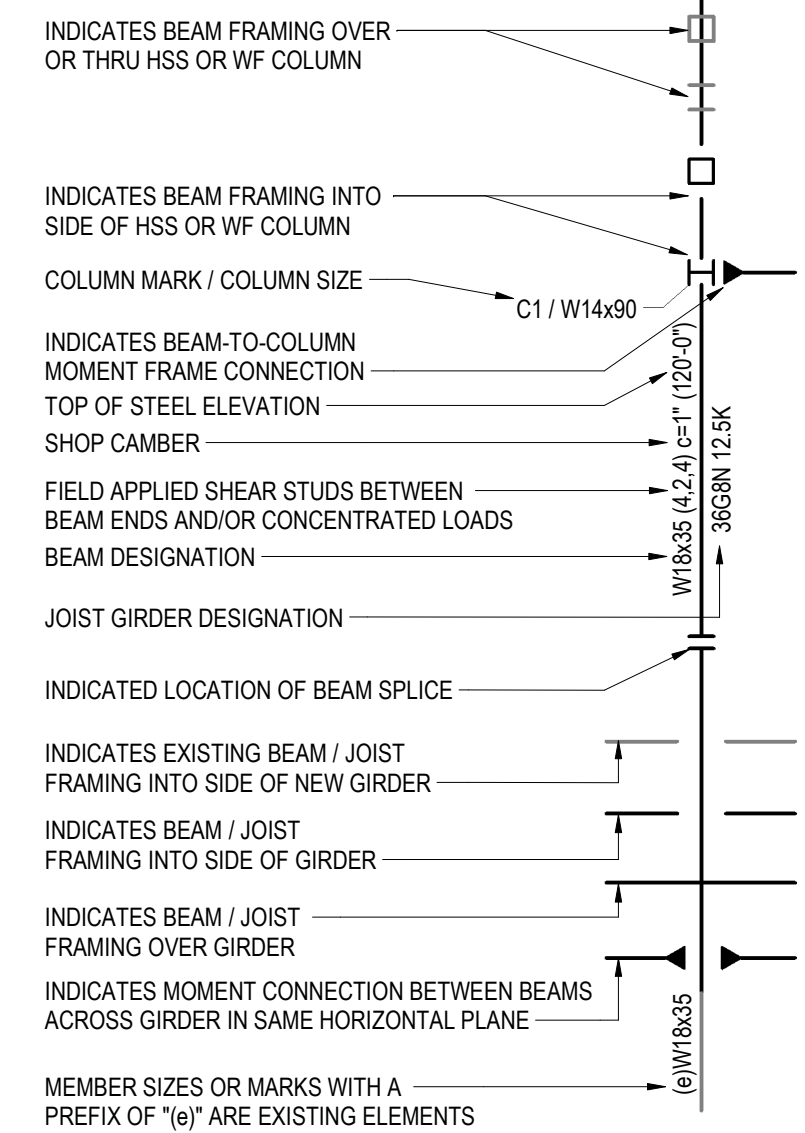 INDICATES BEAM FRAMING OVER
OR THRU HSS OR WF COLUMN
INDICATES BEAM FRAMING INTO
SIDE OF HSS OR WF COLUMN
COLUMN MARK / COLUMN SIZE
C1 / W14x90
INDICATES BEAM-TO-COLUMN
MOMENT FRAME CONNECTION
TOP OF STEEL ELEVATION
SHOP CAMBER
FIELD APPLIED SHEAR STUDS BETWEEN
BEAM ENDS AND/OR CONCENTRATED LOADS
BEAM DESIGNATION
W18x35 (4,2,4) c=1" (120'-0")
36G8N 12.5K
JOIST GIRDER DESIGNATION
INDICATED LOCATION OF BEAM SPLICE
INDICATES EXISTING BEAM / JOIST
FRAMING INTO SIDE OF NEW GIRDER
INDICATES BEAM / JOIST
FRAMING INTO SIDE OF GIRDER
INDICATES BEAM / JOIST
FRAMING OVER GIRDER
INDICATES MOMENT CONNECTION BETWEEN BEAMS
ACROSS GIRDER IN SAME HORIZONTAL PLANE
(e)W18x35
MEMBER SIZES OR MARKS WITH A
PREFIX OF "(e)" ARE EXISTING ELEMENTS